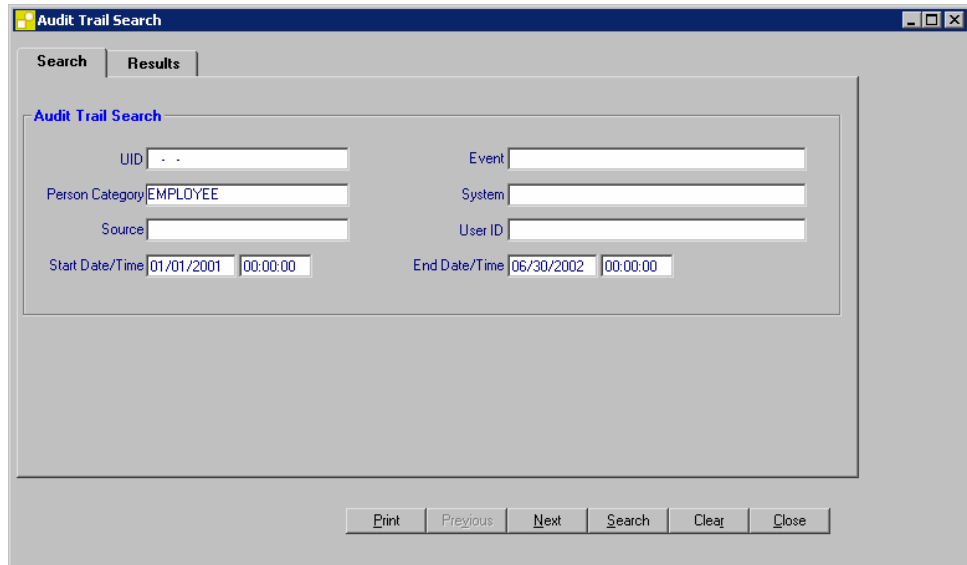 Audit Trail Search
Search Results
Audit Trail Search
UID - - Event
Person Category EMPLOYEE System
Source User ID
Start Date/Time 01/01/2001 00:00:00 End Date/Time 06/30/2002 00:00:00
Print Previous Next Search Clear Close